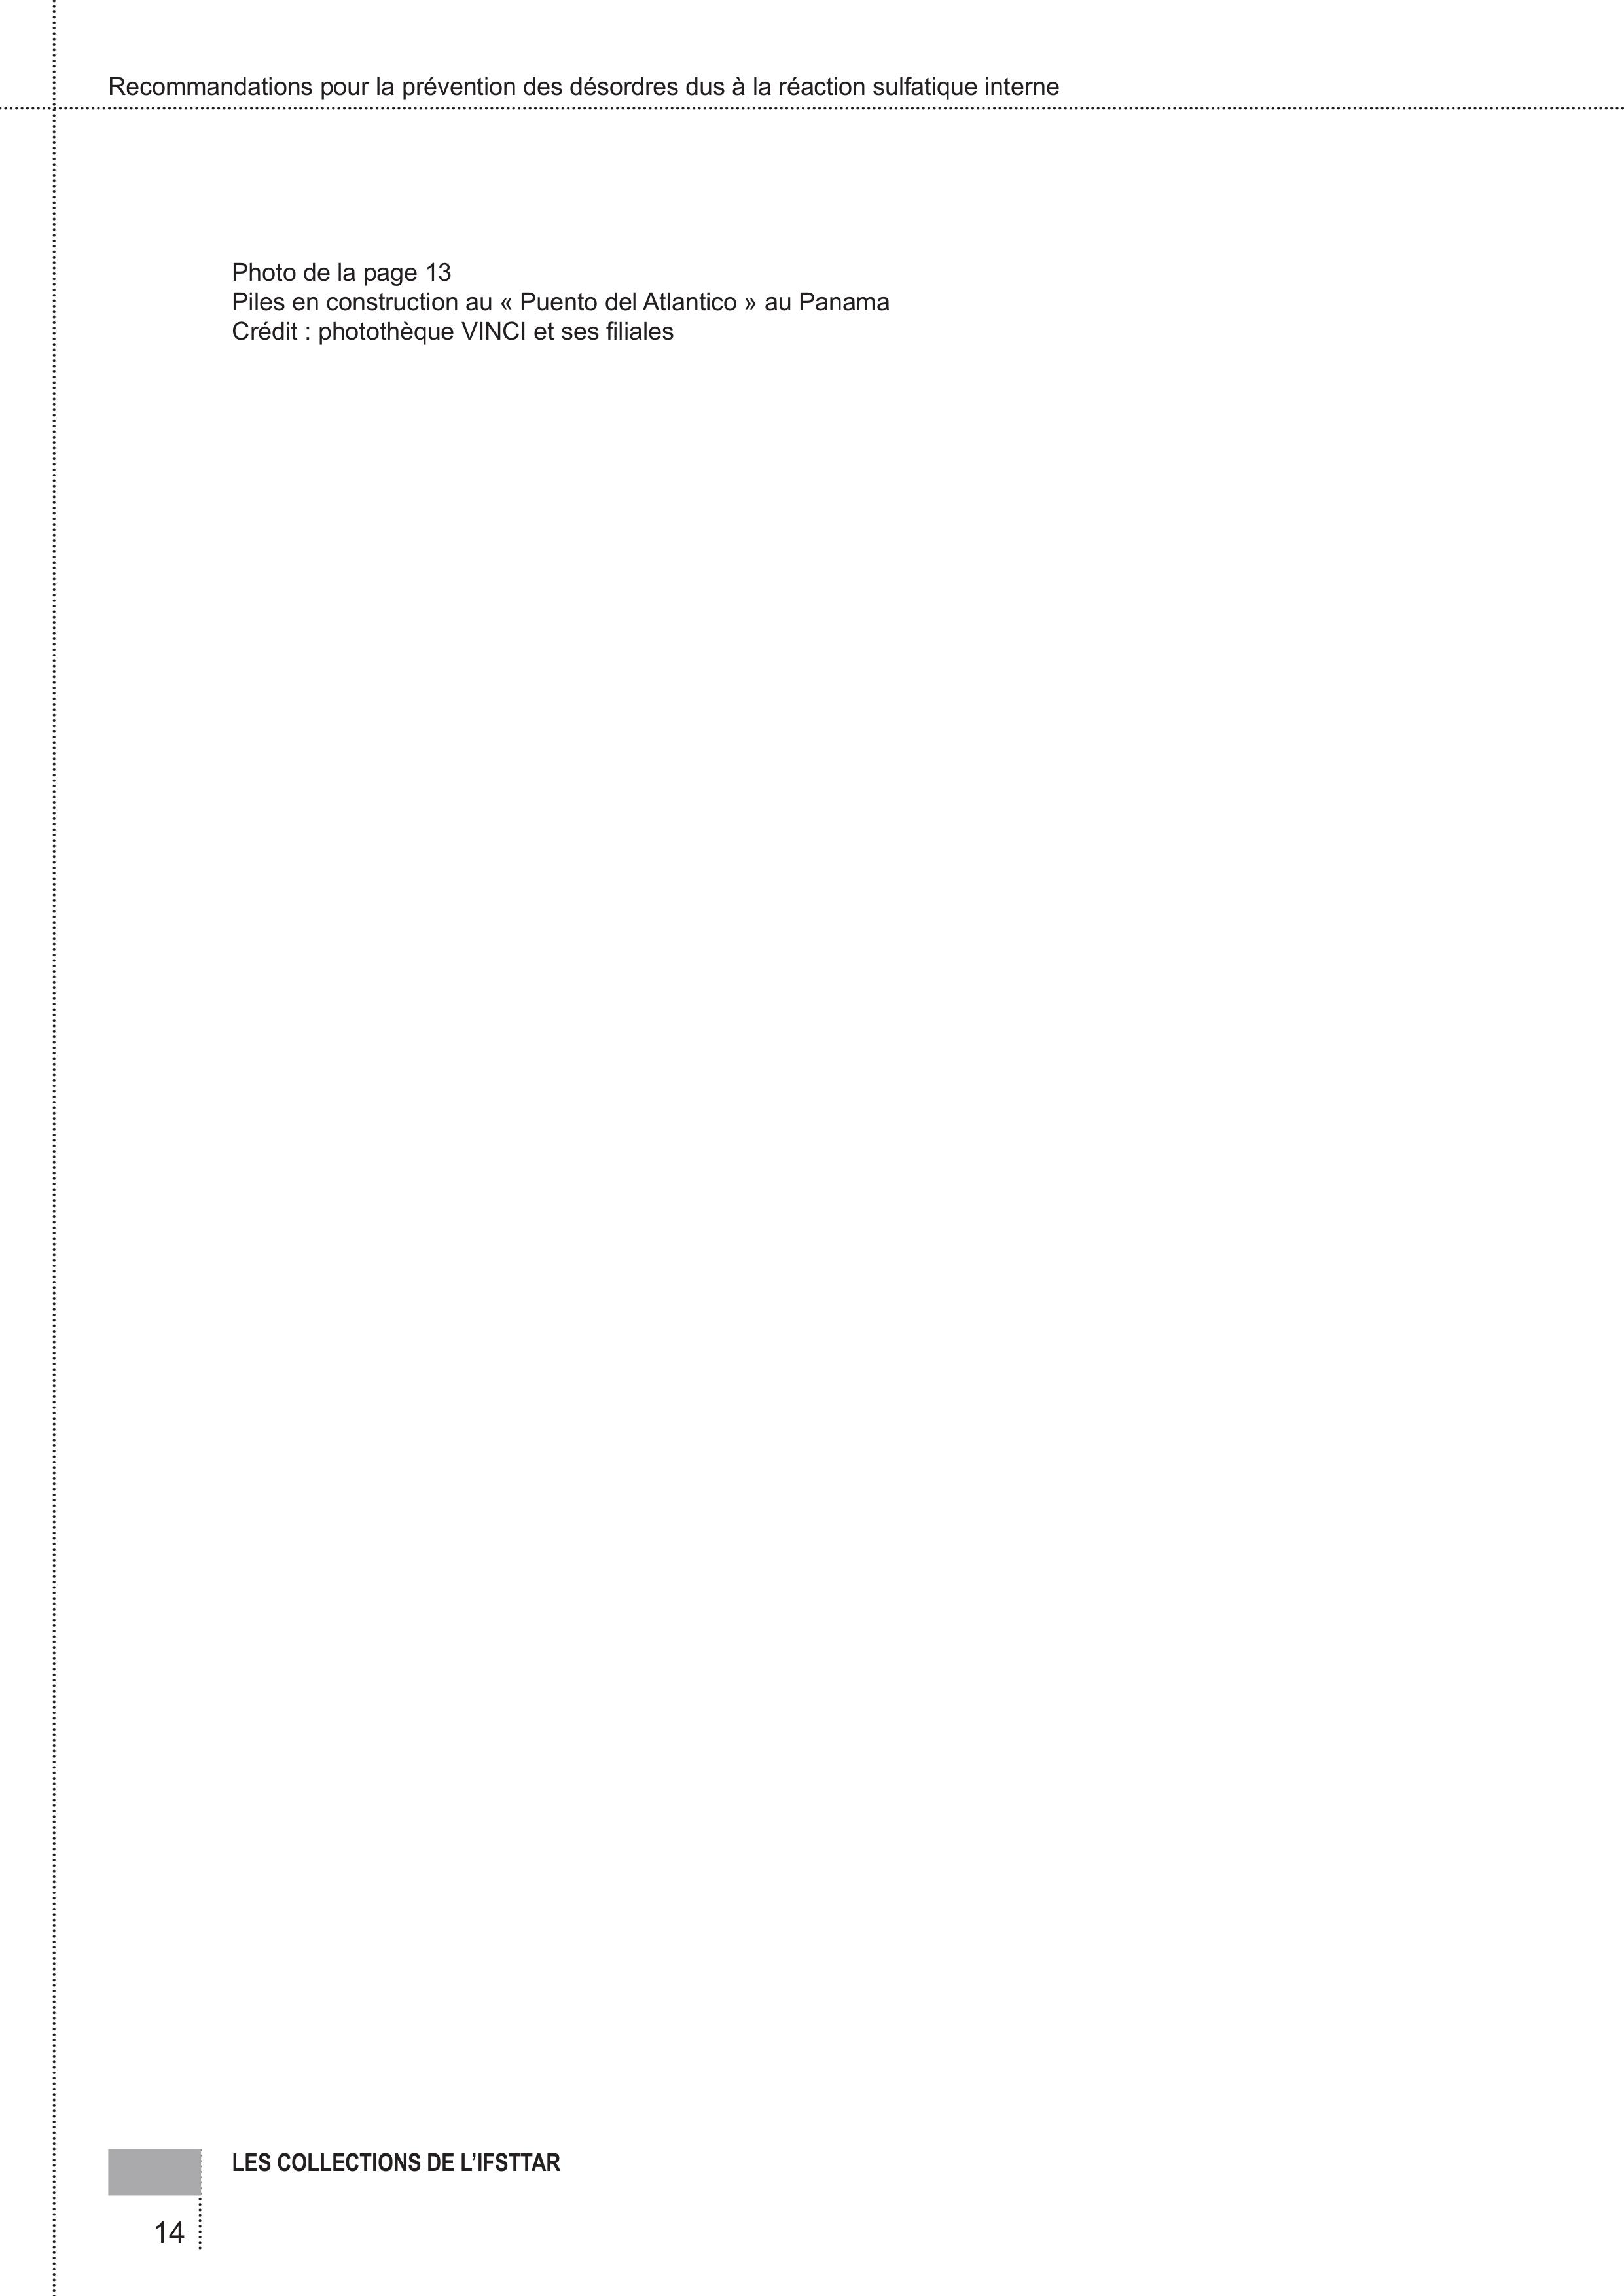 Recommandations pour la prévention des désordres dus à la réaction sulfatique interne
Photo de la page 13
Piles en construction au « Puento del Atlantico » au Panama
Crédit : photothèque VINCI et ses filiales
LES COLLECTIONS DE L’IFSTTAR
14